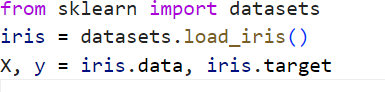 from sklearn import datasets
iris = datasets.load_iris()
X, y = iris.data, iris.target